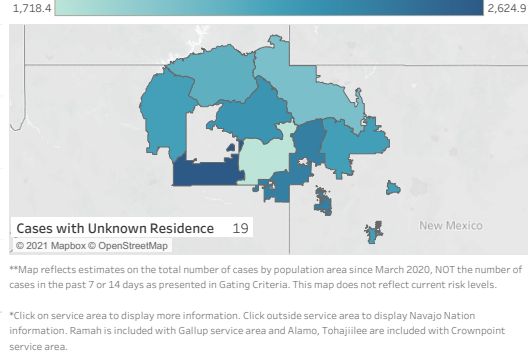 1,718.4 2,624.9
New Mexico
Cases with Unknown Residence 19
© 2021 Mapbox © OpenStreetMap
**Map reflects estimates on the total number of cases by population area since March 2020, NOT the number of
cases in the past 7 or 14 days as presented in Gating Criteria. This map does not reflect current risk levels.
*Click on service area to display more information. Click outside service area to display Navajo Nation
information. Ramah is included with Gallup service area and Alamo, Tohajiilee are included with Crownpoint
service area.